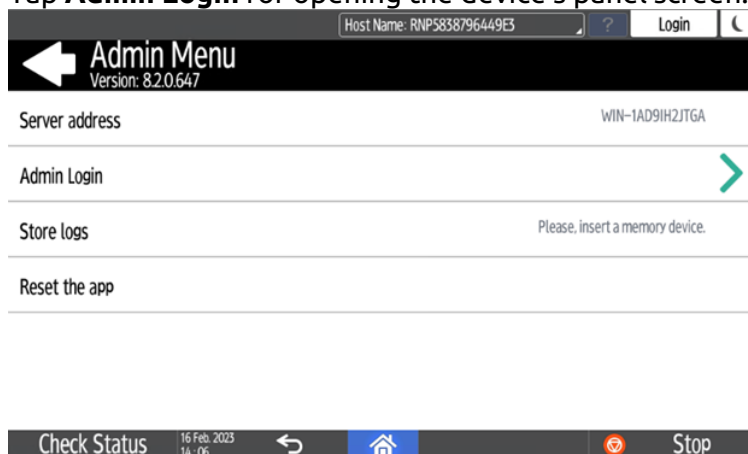 Tap Admin Login for opening the device's panel screen.
Host Name: RNP5838796449E3 ? Login
Admin Menu
Version: 8.2.0.647
Server address WIN-1AD9IH2JTGA
Admin Login
Store logs Please, insert a memory device.
Reset the app
Check Status 16 Feb. 2023 Stop
14:06